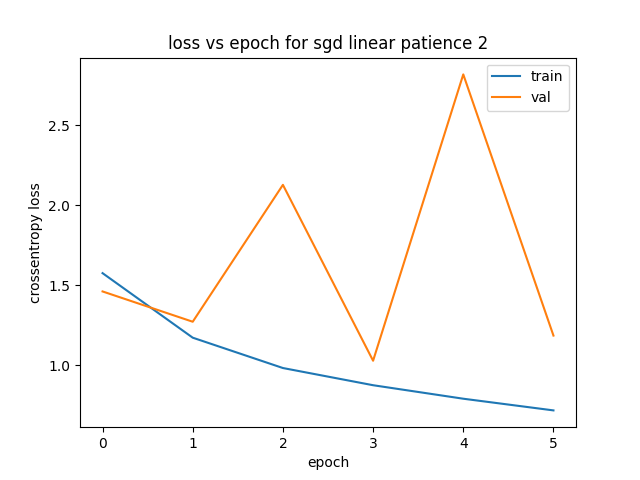 loss vs epoch for sgd linear patience 2
train
val
crossentropy loss
2.5
2.0
1.5
1.0
0
1
2
3
4
5
epoch